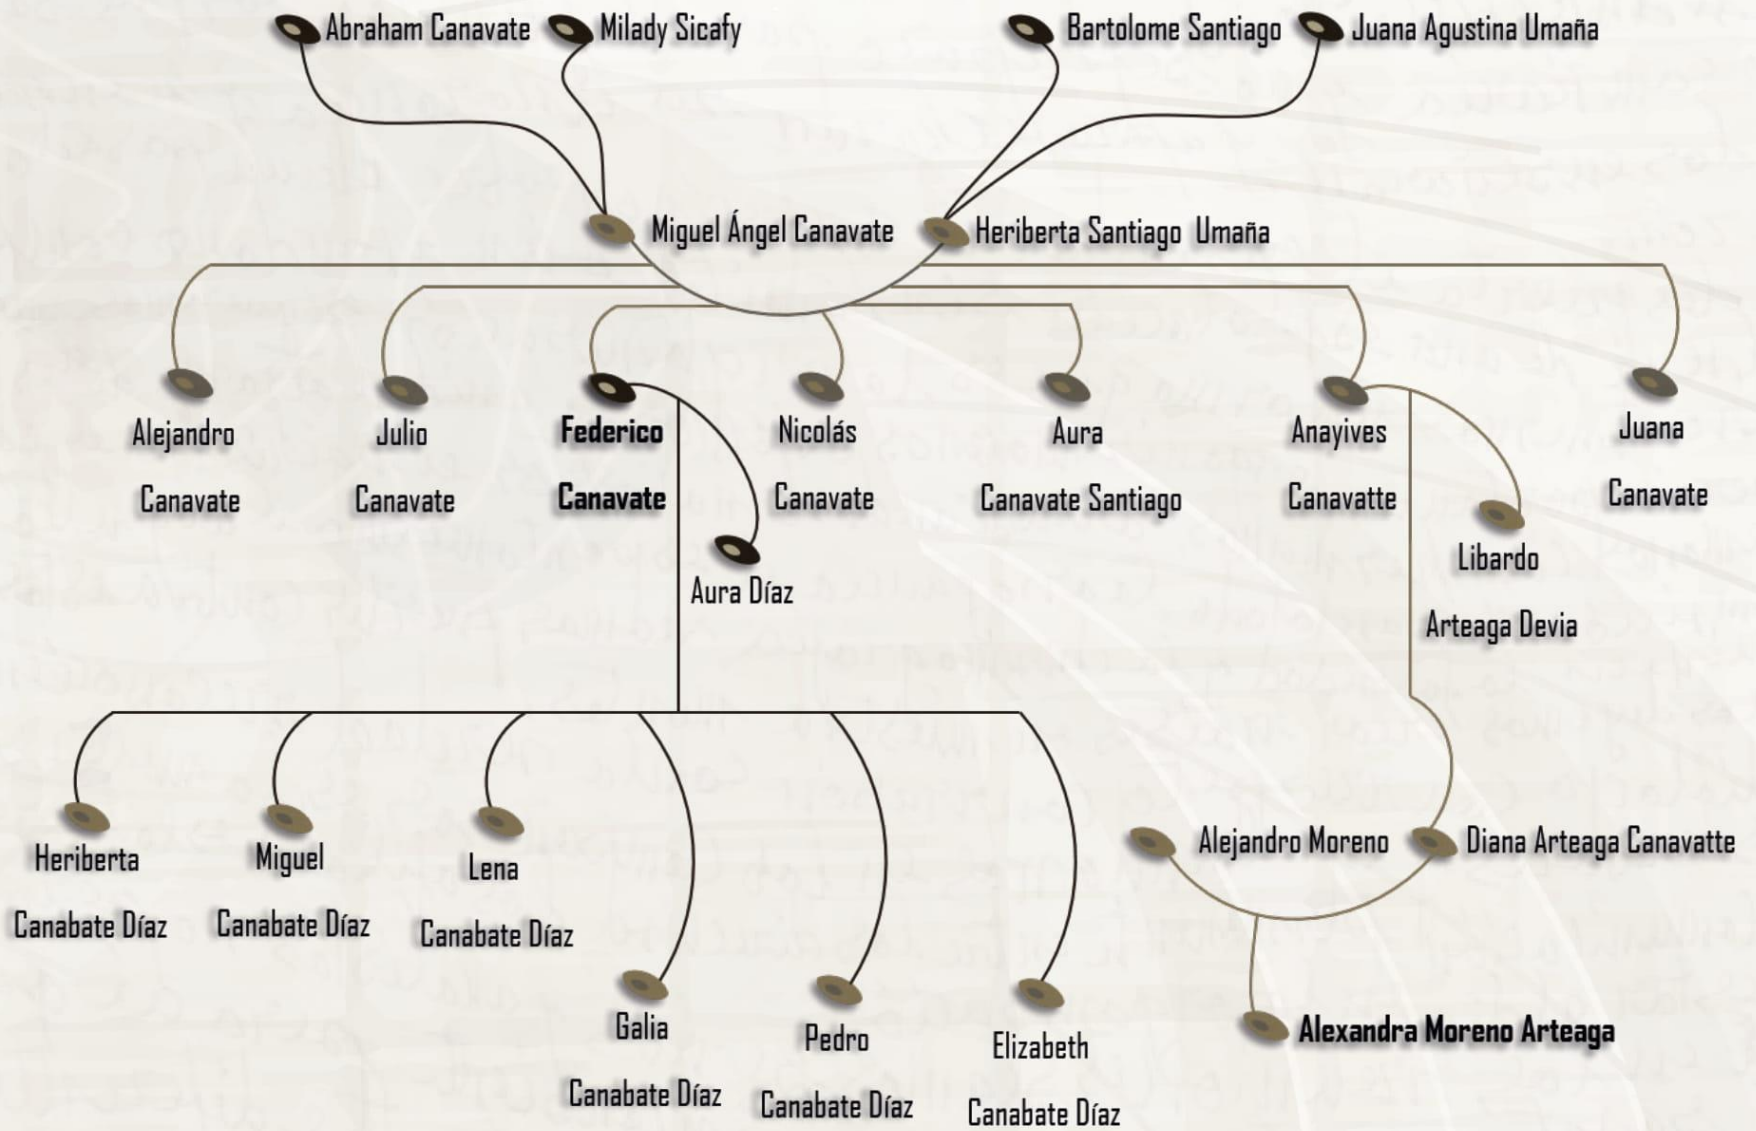 Abraham Canavate
Milady Sicafy
Bartolome Santiago
Juana Agustina Umaña
Miguel Ángel Canavate
Heriberta Santiago Umaña
Alejandro
Canavate
Julio
Canavate
Federico
Canavate
Nicolás
Canavate
Aura
Canavate Santiago
Anayives
Canavatte
Juana
Canavate
Aura Díaz
Libardo
Arteaga Devia
Heriberta
Canabate Díaz
Miguel
Canabate Díaz
Lena
Canabate Díaz
Galia
Canabate Díaz
Pedro
Canabate Díaz
Elizabeth
Canabate Díaz
Alejandro Moreno
Diana Arteaga Canavatte
Alexandra Moreno Arteaga